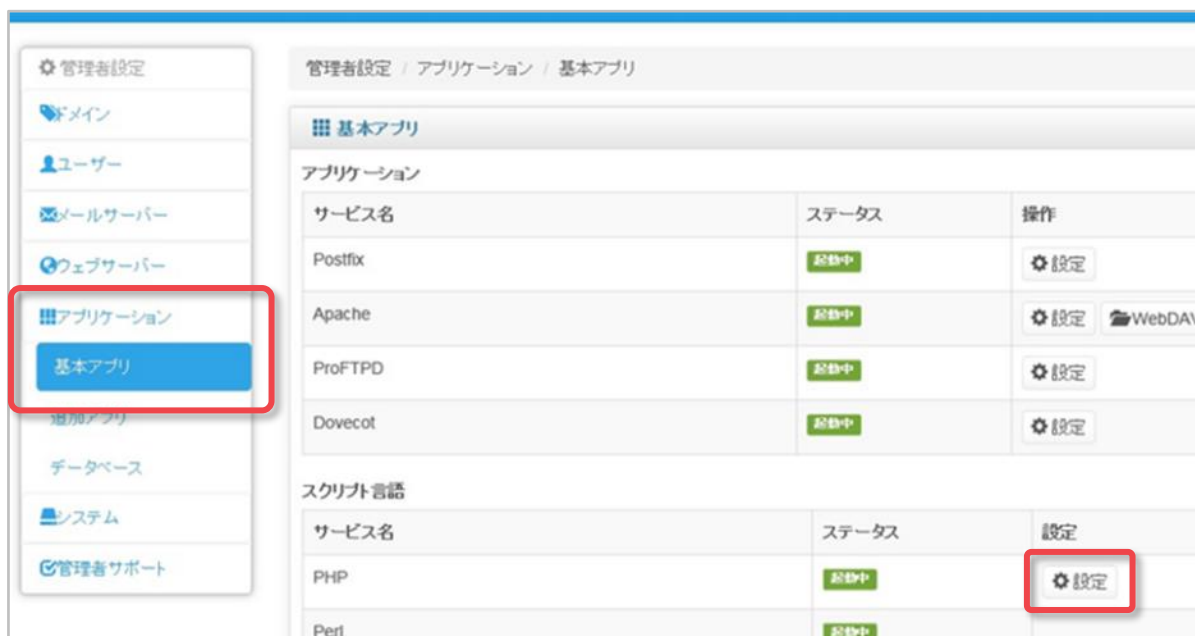 管理者設定
ドメイン
ユーザー
メールサーバー
ウェブサーバー
アプリケーション
基本アプリ
追加アプリ
データベース
システム
管理者サポート
管理者設定 / アプリケーション / 基本アプリ
基本アプリ
アプリケーション
サービス名 ステータス 操作
Postfix 起動中 設定
Apache 起動中 設定 WebDAV
ProFTPD 起動中 設定
Dovecot 起動中 設定
スクリプト言語
サービス名 ステータス 設定
PHP 起動中 設定
Perl 起動中